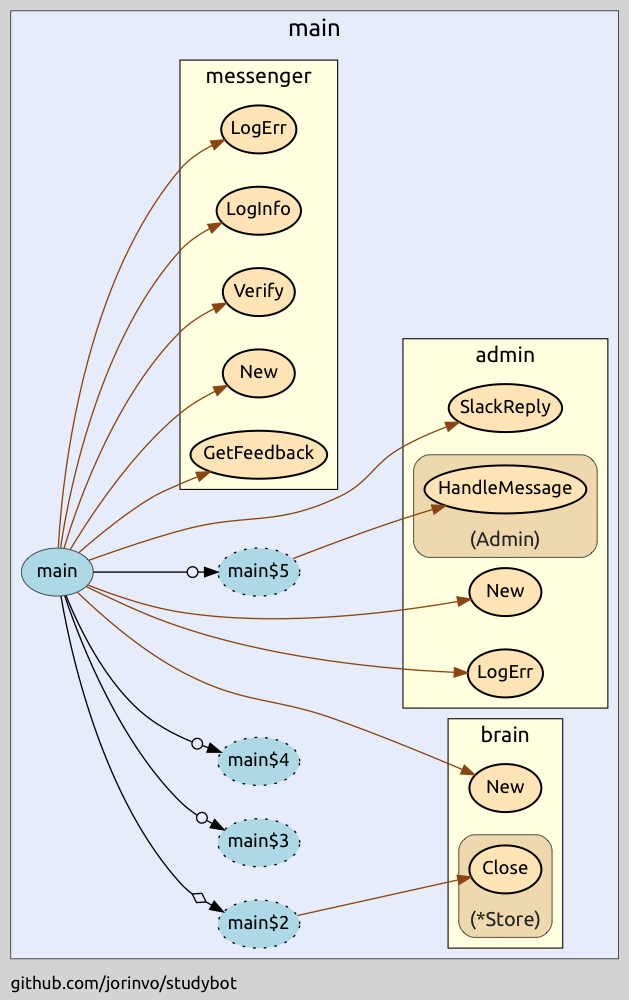 main
messenger
LogErr
LogInfo
Verify
New
GetFeedback
admin
SlackReply
HandleMessage
(Admin)
New
LogErr
main
main$5
main$4
main$3
main$2
brain
New
Close
(*Store)
github.com/jorinvo/studybot